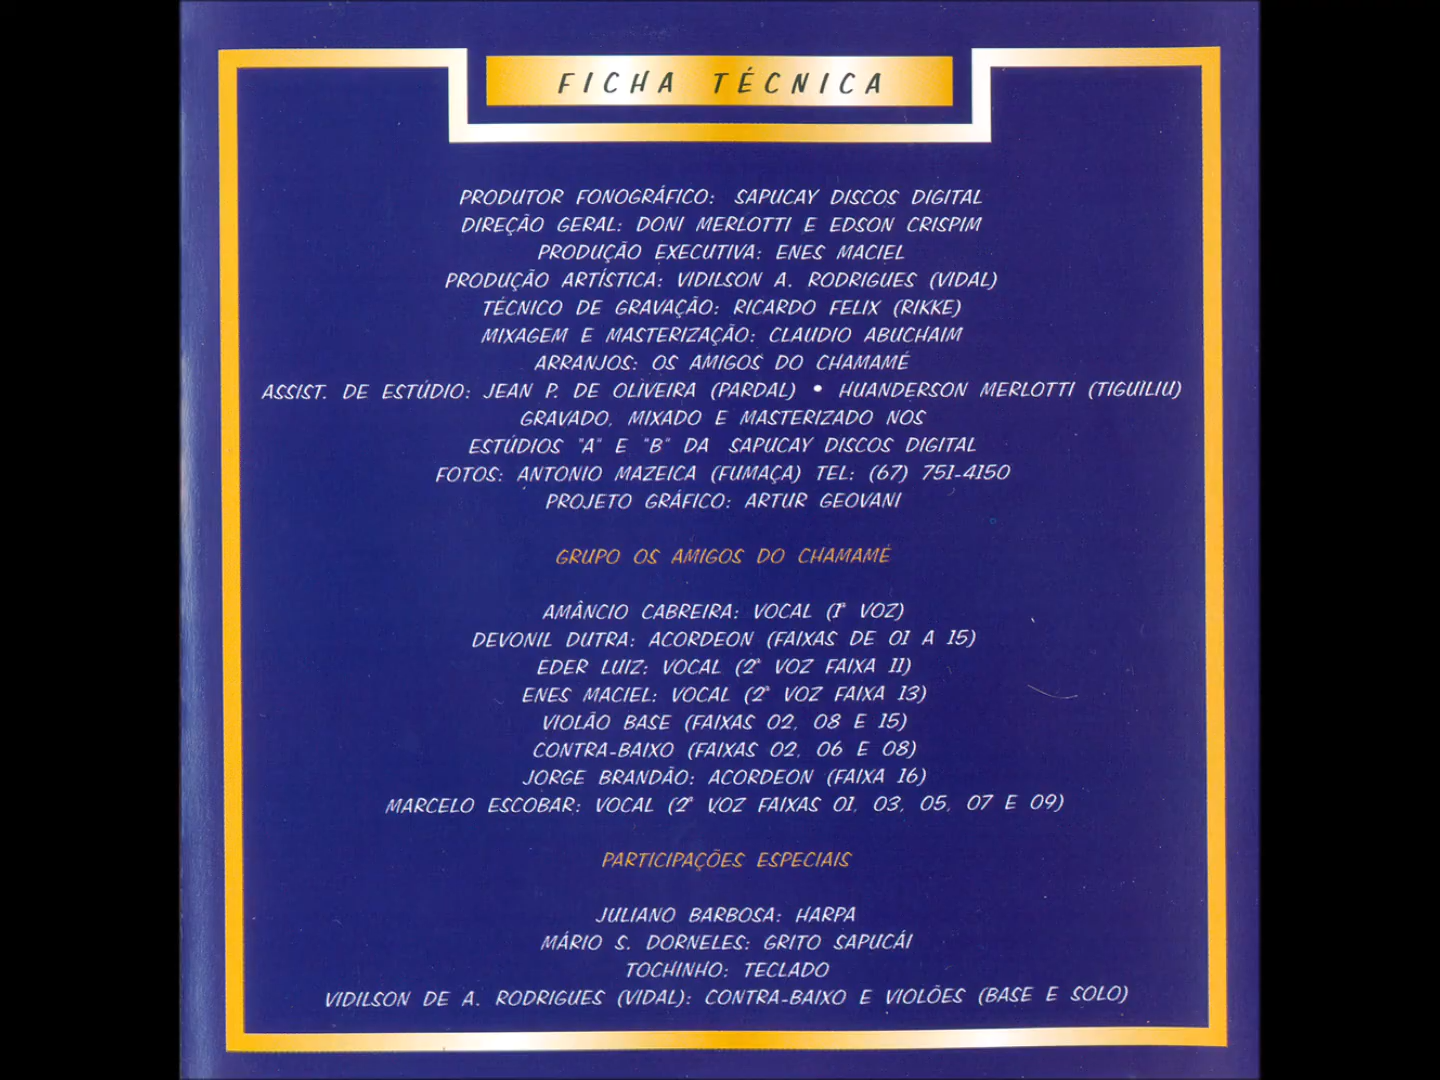 FICHA TÉCNICA
PRODUTOR FONOGRÁFICO: SAPUCAY DISCOS DIGITAL
DIREÇÃO GERAL: DONI MERLOTTI E EDSON CRISPIM
PRODUÇÃO EXECUTIVA: ENES MACIEL
PRODUÇÃO ARTÍSTICA: VIDILSON A. RODRIGUES (VIDAL)
TÉCNICO DE GRAVAÇÃO: RICARDO FELIX (RIKKE)
MIXAGEM E MASTERIZAÇÃO: CLAUDIO ABUCHAIM
ARRANJOS: OS AMIGOS DO CHAMAMÉ
ASSIST. DE ESTÚDIO: JEAN P. DE OLIVEIRA (PARDAL) • HUANDERSON MERLOTTI (TIGUILIU)
GRAVADO, MIXADO E MASTERIZADO NOS
ESTÚDIOS "A" E "B" DA SAPUCAY DISCOS DIGITAL
FOTOS: ANTONIO MAZEICA (FUMAÇA) TEL: (67) 751-4150
PROJETO GRÁFICO: ARTUR GEOVANI
GRUPO OS AMIGOS DO CHAMAMÉ
AMÂNCIO CABREIRA: VOCAL (1ª VOZ)
DEVONIL DUTRA: ACORDEON (FAIXAS DE 01 A 15)
EDER LUIZ: VOCAL (2ª VOZ FAIXA 11)
ENES MACIEL: VOCAL (2ª VOZ FAIXA 13)
VIOLÃO BASE (FAIXAS 02, 08 E 15)
CONTRA-BAIXO (FAIXAS 02, 06 E 08)
JORGE BRANDÃO: ACORDEON (FAIXA 16)
MARCELO ESCOBAR: VOCAL (2ª VOZ FAIXAS 01, 03, 05, 07 E 09)
PARTICIPAÇÕES ESPECIAIS
JULIANO BARBOSA: HARPA
MÁRIO S. DORNELES: GRITO SAPUCÁI
TOCHINHO: TECLADO
VIDILSON DE A. RODRIGUES (VIDAL): CONTRA-BAIXO E VIOLÕES (BASE E SOLO)